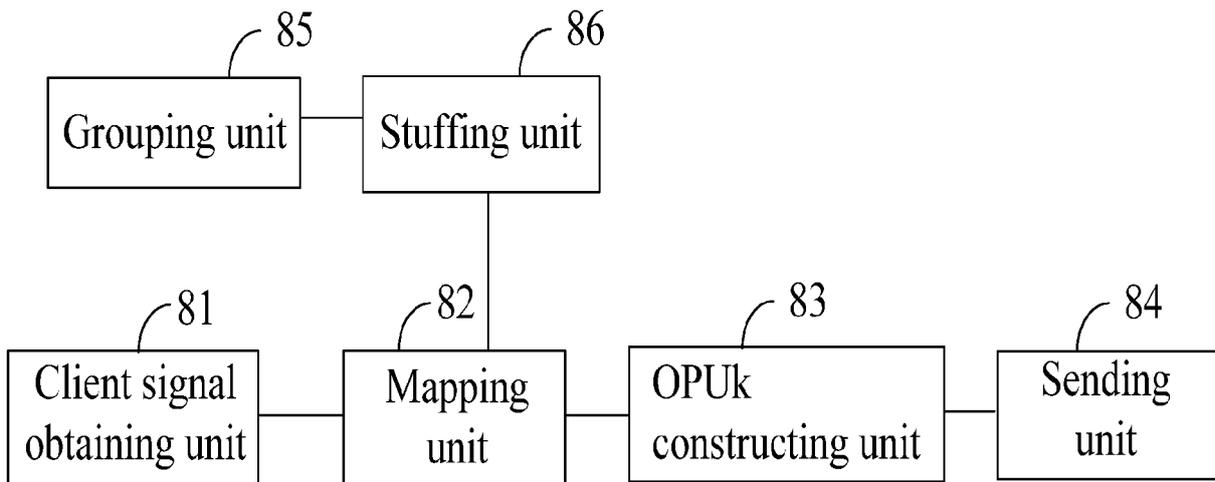 85
86
Grouping unit
Stuffing unit
81
82
83
84
Client signal
obtaining unit
Mapping
unit
OPUk
constructing unit
Sending
unit